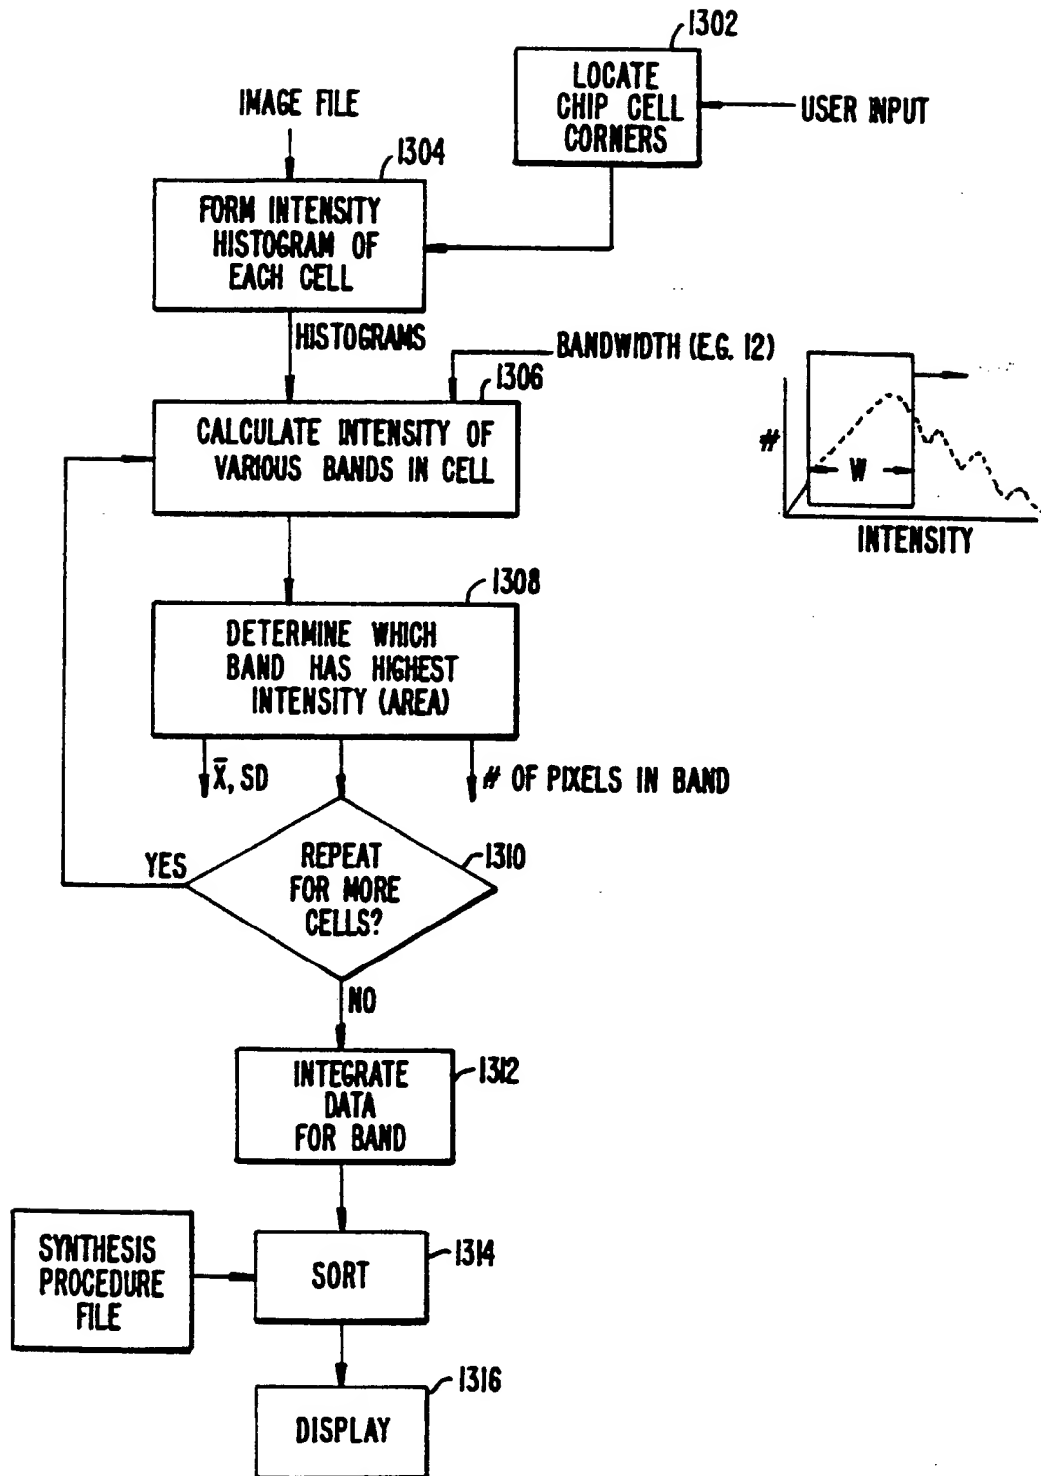 1302
LOCATE
CHIP CELL
CORNERS
USER INPUT
IMAGE FILE
1304
FORM INTENSITY
HISTOGRAM OF
EACH CELL
HISTOGRAMS
BANDWIDTH (E.G. 12)
1306
CALCULATE INTENSITY OF
VARIOUS BANDS IN CELL
#
W
INTENSITY
1308
DETERMINE WHICH
BAND HAS HIGHEST
INTENSITY (AREA)
X̅, SD
# OF PIXELS IN BAND
1310
REPEAT
FOR MORE
CELLS?
YES
NO
1312
INTEGRATE
DATA
FOR BAND
SYNTHESIS
PROCEDURE
FILE
1314
SORT
1316
DISPLAY